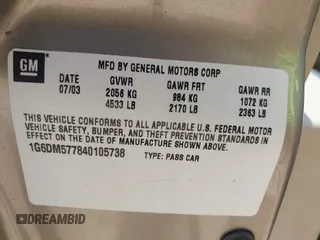 GM
MFD BY GENERAL MOTORS CORP
DATE GVWR GAWR FRT GAWR RR
07/03 2056 KG 984 KG 1072 KG
4533 LB 2170 LB 2363 LB
THIS VEHICLE CONFORMS TO ALL APPLICABLE U.S. FEDERAL MOTOR
VEHICLE SAFETY, BUMPER, AND THEFT PREVENTION STANDARDS
IN EFFECT ON THE DATE OF MANUFACTURE SHOWN ABOVE.
1G6DM577840105738 TYPE: PASS CAR
DREAMBID